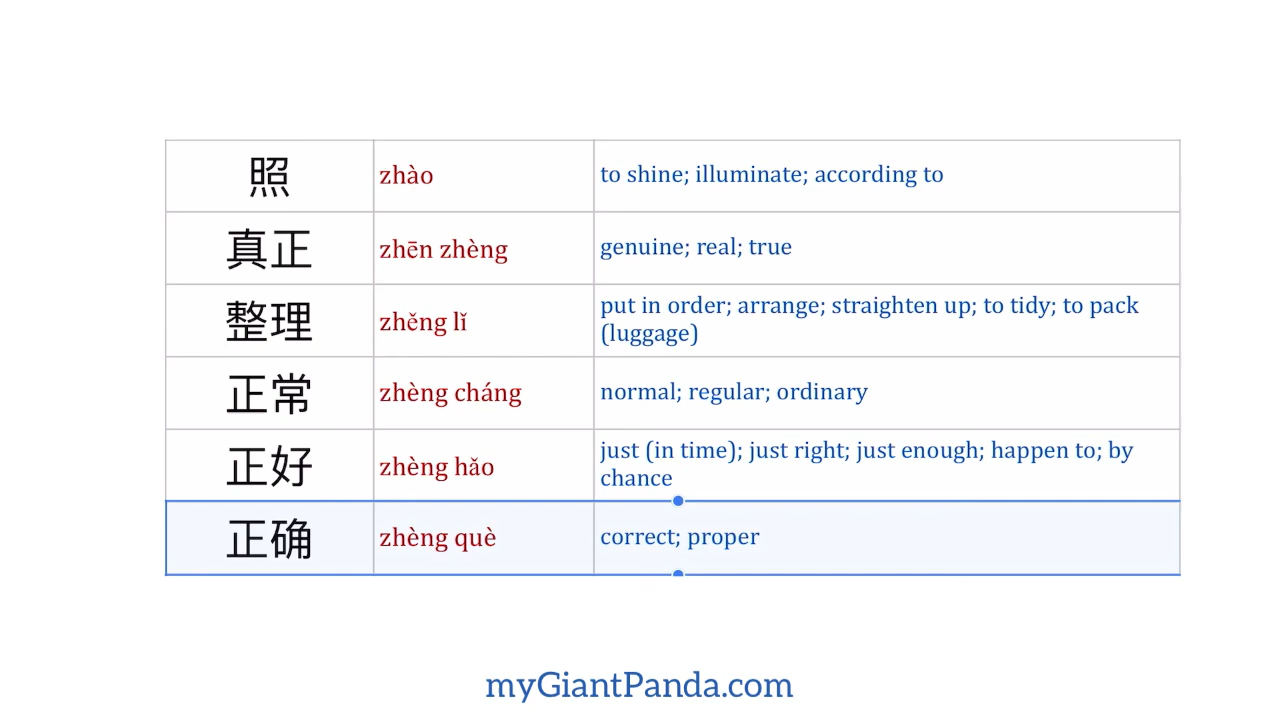 照 zhào to shine; illuminate; according to
真正 zhēn zhèng genuine; real; true
整理 zhěng lǐ put in order; arrange; straighten up; to tidy; to pack
(luggage)
正常 zhèng cháng normal; regular; ordinary
正好 zhèng hǎo just (in time); just right; just enough; happen to; by
chance
正确 zhèng què correct; proper
myGiantPanda.com